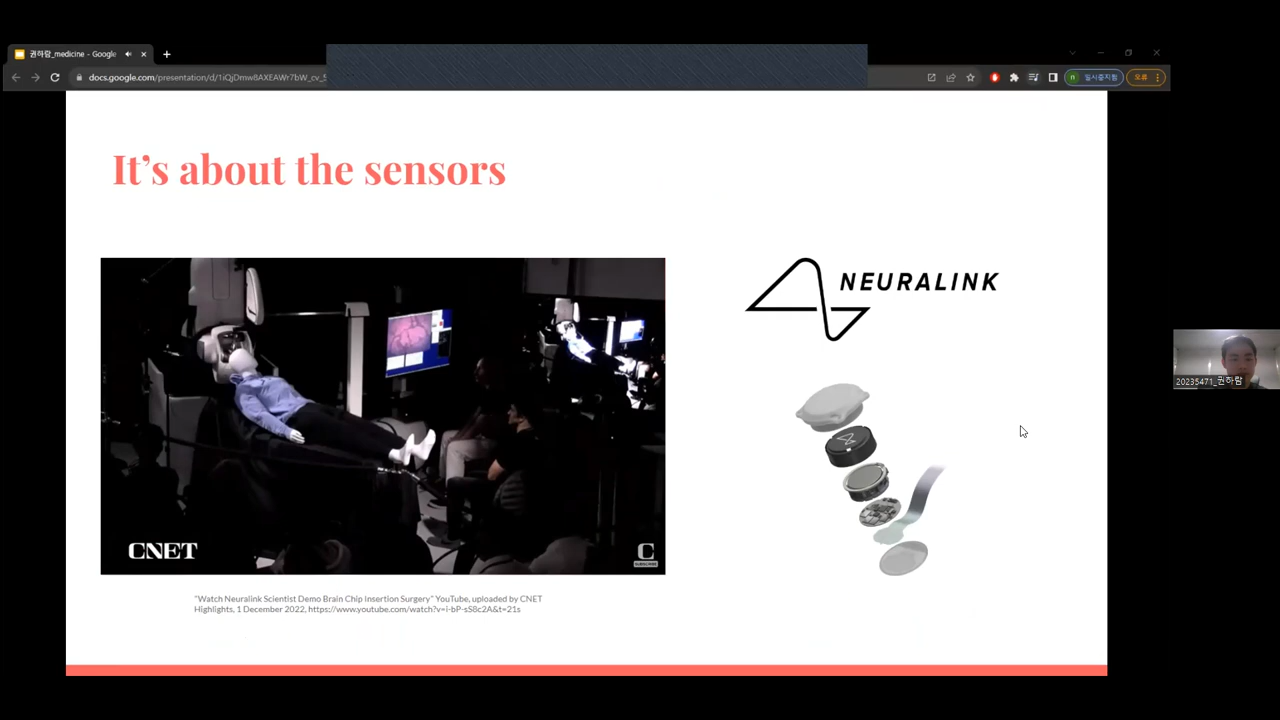 권하람_medicine - Google
docs.google.com/presentation/d/1iQjDmw8AXEAWr7bW_cv_5
n 일시중지됨
오류
It's about the sensors
NEURALINK
CNET
C
SUBSCRIBE
"Watch Neuralink Scientist Demo Brain Chip Insertion Surgery" YouTube, uploaded by CNET
Highlights, 1 December 2022, https://www.youtube.com/watch?v=i-bP-sS8c2A&t=21s
20235471_권하람